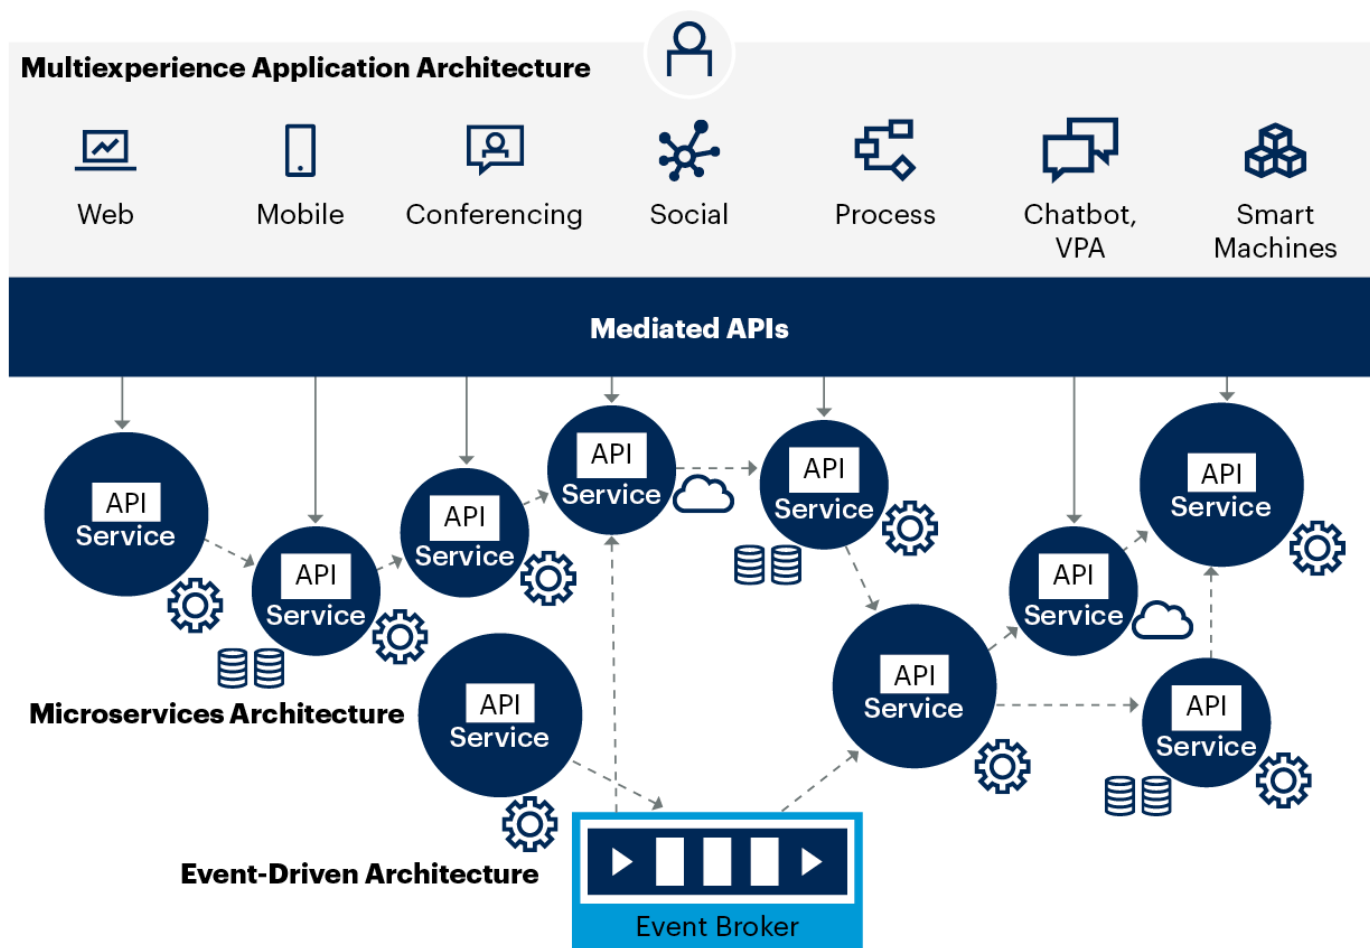 Multiexperience Application Architecture
Web
Mobile
Conferencing
Social
Process
Chatbot,
VPA
Smart
Machines
Mediated APIs
API
Service
API
Service
API
Service
API
Service
API
Service
API
Service
API
Service
API
Service
API
Service
API
Service
Microservices Architecture
Event-Driven Architecture
Event Broker